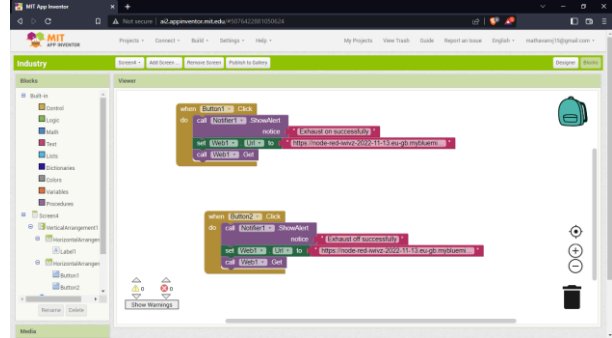 MIT App Inventor
Not secure | ai2.appinventor.mit.edu/#5076422881050624
MIT
APP INVENTOR
Projects Connect Build Settings Help My Projects View Trash Guide Report an Issue English
Industry Screen4 Add Screen ... Remove Screen Publish to Gallery Designer Blocks
Blocks Viewer
Built-in
Control
Logic
Math
Text
Lists
Dictionaries
Colors
Variables
Procedures
Screen4
VerticalArrangement1
HorizontalArrangen
Label1
HorizontalArrangen
Button1
Button2
Rename Delete
Media
when Button1 .Click
do call Notifier1 .ShowAlert
notice " Exhaust on successfully "
set Web1 . Url to " https://node-red-iwivz-2022-11-13.eu-gb.mybluemi... "
call Web1 .Get
when Button2 .Click
do call Notifier1 .ShowAlert
notice " Exhaust off successfully "
set Web1 . Url to " https://node-red-iwivz-2022-11-13.eu-gb.mybluemi... "
call Web1 .Get
0 0
Show Warnings